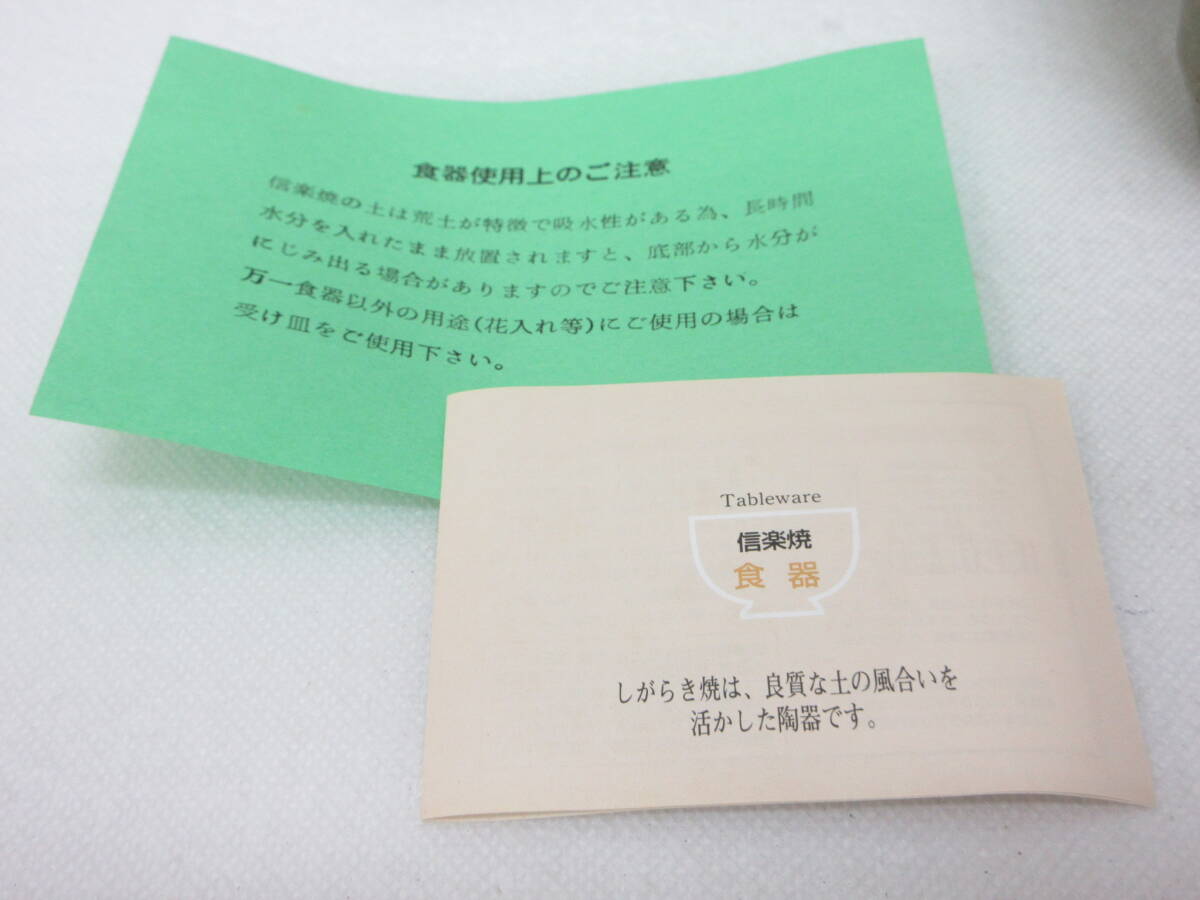 食器使用上のご注意
信楽焼の土は荒土が特徴で吸水性がある為、長時間
水分を入れたまま放置されますと、底部から水分が
にじみ出る場合がありますのでご注意下さい。
万一食器以外の用途(花入れ等)にご使用の場合は
受け皿をご使用下さい。
Tableware
信楽焼
食器
しがらき焼は、良質な土の風合いを
活かした陶器です。